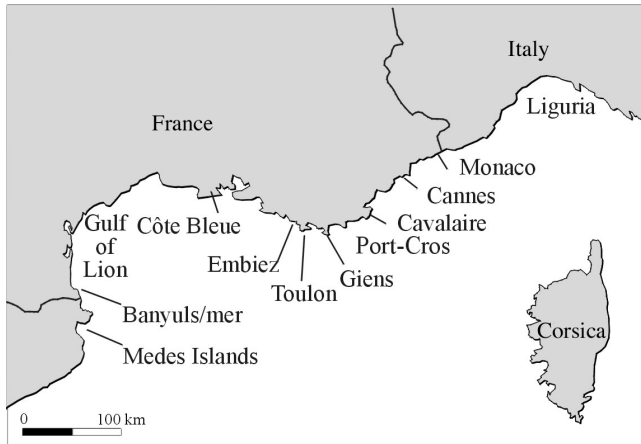 Italy
Liguria
France
Monaco
Cannes
Cavalaire
Port-Cros
Côte Bleue
Gulf
of
Lion
Embiez
Giens
Toulon
Banyuls/mer
Corsica
Medes Islands
0 100 km